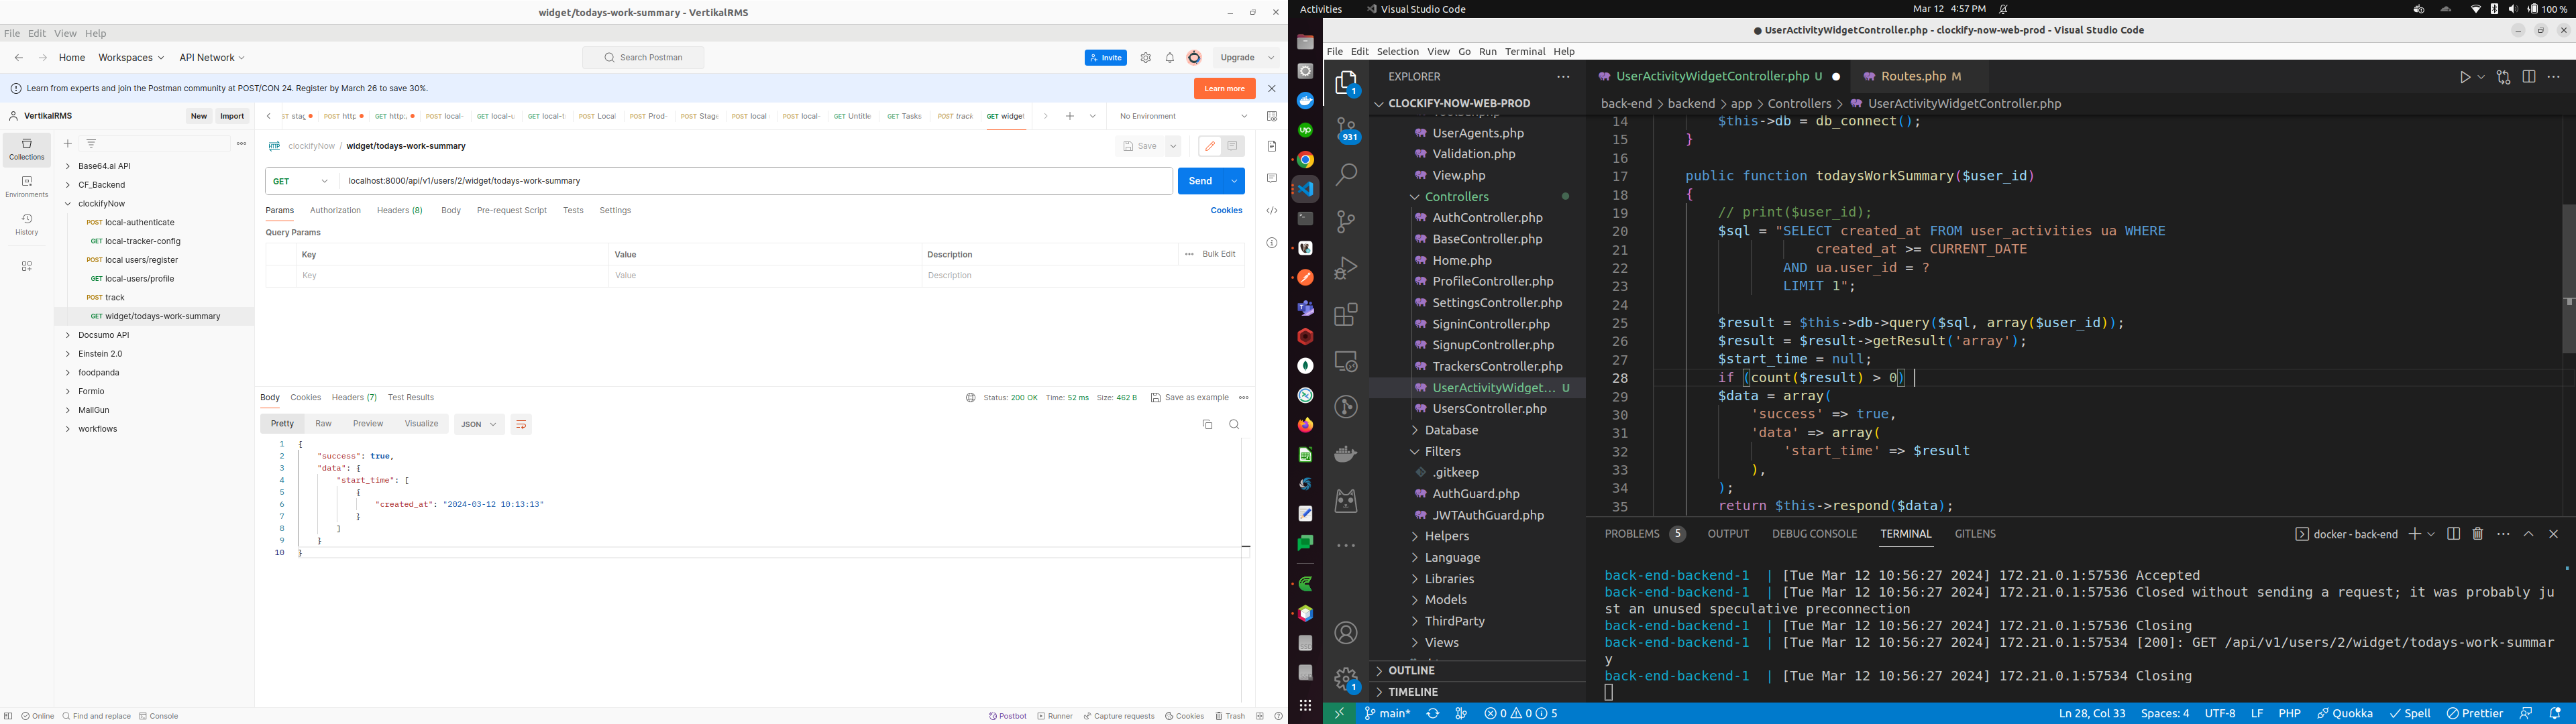 widget/todays-work-summary - VertikalRMS
File Edit View Help
Home Workspaces API Network
Search Postman
Invite
Upgrade
Learn from experts and join the Postman community at POST/CON 24. Register by March 26 to save 30%.
Learn more
VertikalRMS
New Import
POST http:
GET http:
POST local-
GET local-u
GET local-t
POST Local
POST Prod-
POST Stage
POST local
POST local-
GET Untitle
GET Tasks
POST track
GET widge
No Environment
Collections
Environments
History
Base64.ai API
CF_Backend
clockifyNow
POST local-authenticate
GET local-tracker-config
POST local users/register
GET local-users/profile
POST track
GET widget/todays-work-summary
Docsumo API
Einstein 2.0
foodpanda
Formio
MailGun
workflows
clockifyNow / widget/todays-work-summary
Save
GET localhost:8000/api/v1/users/2/widget/todays-work-summary
Send
Params Authorization Headers (8) Body Pre-request Script Tests Settings
Cookies
Query Params
Key Value Description
Bulk Edit
Key Value Description
Body Cookies Headers (7) Test Results
Status: 200 OK Time: 52 ms Size: 462 B
Save as example
Pretty Raw Preview Visualize JSON
1 {
2 "success": true,
3 "data": {
4 "start_time": [
5 {
6 "created_at": "2024-03-12 10:13:13"
7 }
8 ]
9 }
10 }
Online Find and replace Console
Postbot Runner Capture requests Cookies Trash
Activities Visual Studio Code
Mar 12 4:57 PM
100 %
UserActivityWidgetController.php - clockify-now-web-prod - Visual Studio Code
File Edit Selection View Go Run Terminal Help
1
931
1
EXPLORER
CLOCKIFY-NOW-WEB-PROD
UserAgents.php
Validation.php
View.php
Controllers
AuthController.php
BaseController.php
Home.php
ProfileController.php
SettingsController.php
SigninController.php
SignupController.php
TrackersController.php
UserActivityWidget... U
UsersController.php
Database
Filters
.gitkeep
AuthGuard.php
JWTAuthGuard.php
Helpers
Language
Libraries
Models
ThirdParty
Views
OUTLINE
TIMELINE
UserActivityWidgetController.php U
Routes.php M
back-end > backend > app > Controllers > UserActivityWidgetController.php
14 $this->db = db_connect();
15 }
16
17 public function todaysWorkSummary($user_id)
18 {
19 // print($user_id);
20 $sql = "SELECT created_at FROM user_activities ua WHERE
21 created_at >= CURRENT_DATE
22 AND ua.user_id = ?
23 LIMIT 1";
24
25 $result = $this->db->query($sql, array($user_id));
26 $result = $result->getResult('array');
27 $start_time = null;
28 if (count($result) > 0)
29 $data = array(
30 'success' => true,
31 'data' => array(
32 'start_time' => $result
33 ),
34 );
35 return $this->respond($data);
PROBLEMS 5 OUTPUT DEBUG CONSOLE TERMINAL GITLENS
docker - back-end
back-end-backend-1 | [Tue Mar 12 10:56:27 2024] 172.21.0.1:57536 Accepted
back-end-backend-1 | [Tue Mar 12 10:56:27 2024] 172.21.0.1:57536 Closed without sending a request; it was probably ju
st an unused speculative preconnection
back-end-backend-1 | [Tue Mar 12 10:56:27 2024] 172.21.0.1:57536 Closing
back-end-backend-1 | [Tue Mar 12 10:56:27 2024] 172.21.0.1:57534 [200]: GET /api/v1/users/2/widget/todays-work-summar
y
back-end-backend-1 | [Tue Mar 12 10:56:27 2024] 172.21.0.1:57534 Closing
main* 0 0 5
Ln 28, Col 33 Spaces: 4 UTF-8 LF PHP Quokka Spell Prettier